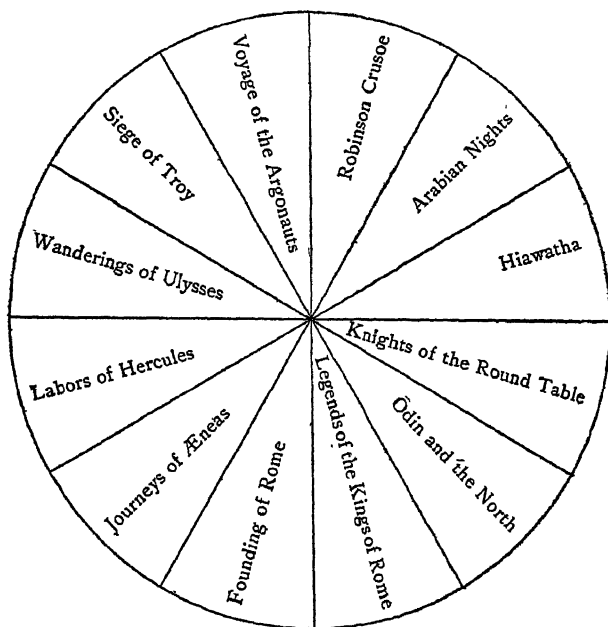 Voyage of the Argonauts
Robinson Crusoe
Arabian Nights
Hiawatha
Knights of the Round Table
Ōdin and the North
Legends of the Kings of Rome
Founding of Rome
Journeys of Æneas
Labors of Hercules
Wanderings of Ulysses
Siege of Troy